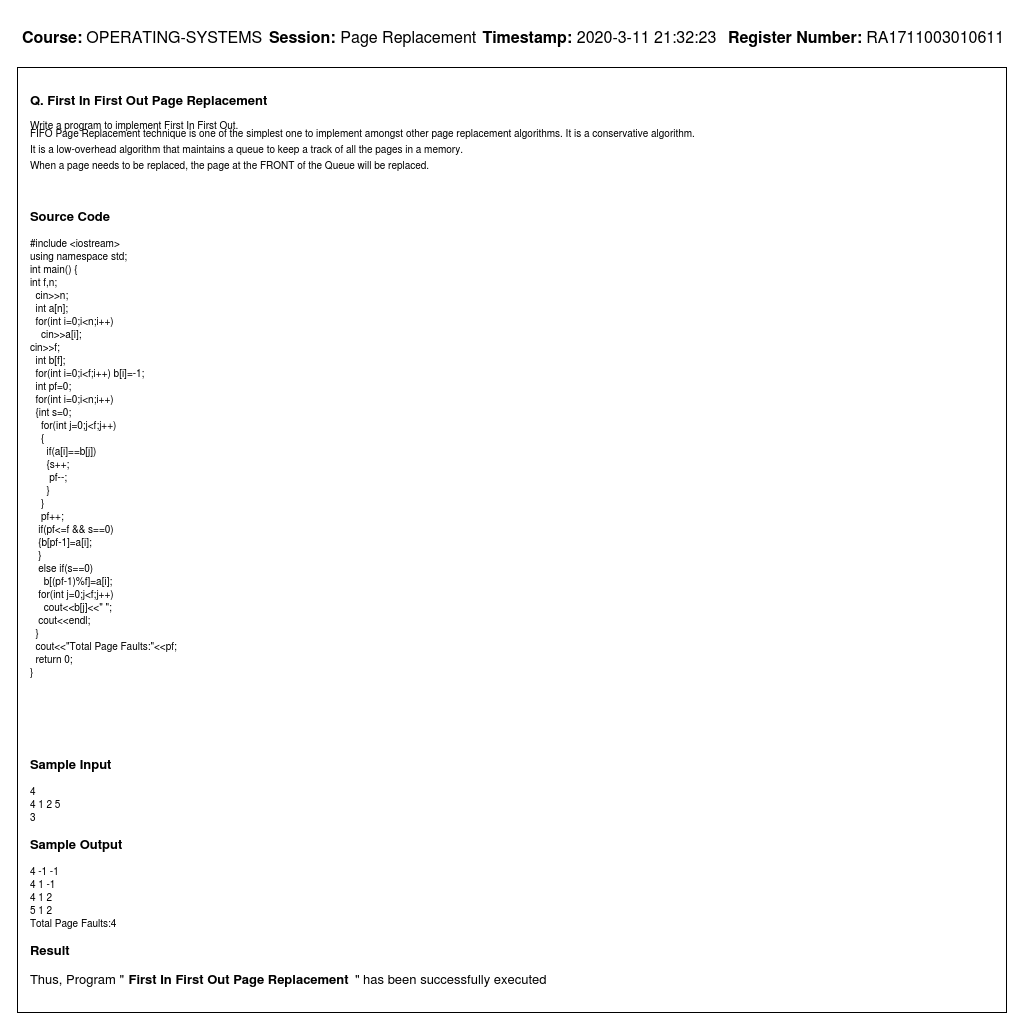 Course: OPERATING-SYSTEMS Session: Page Replacement Timestamp: 2020-3-11 21:32:23 Register Number: RA1711003010611
Q. First In First Out Page Replacement
Write a program to implement First In First Out.
FIFO Page Replacement technique is one of the simplest one to implement amongst other page replacement algorithms. It is a conservative algorithm.
It is a low-overhead algorithm that maintains a queue to keep a track of all the pages in a memory.
When a page needs to be replaced, the page at the FRONT of the Queue will be replaced.
Source Code
#include <iostream>
using namespace std;
int main() {
int f,n;
  cin>>n;
  int a[n];
  for(int i=0;i<n;i++)
    cin>>a[i];
cin>>f;
  int b[f];
  for(int i=0;i<f;i++) b[i]=-1;
  int pf=0;
  for(int i=0;i<n;i++)
  {int s=0;
    for(int j=0;j<f;j++)
    {
      if(a[i]==b[j])
      {s++;
       pf--;
      }
    }
    pf++;
   if(pf<=f && s==0)
   {b[pf-1]=a[i];
   }
   else if(s==0)
     b[(pf-1)%f]=a[i];
   for(int j=0;j<f;j++)
     cout<<b[j]<<" ";
   cout<<endl;
  }
  cout<<"Total Page Faults:"<<pf;
  return 0;
}
Sample Input
4
4 1 2 5
3
Sample Output
4 -1 -1
4 1 -1
4 1 2
5 1 2
Total Page Faults:4
Result
Thus, Program " First In First Out Page Replacement " has been successfully executed